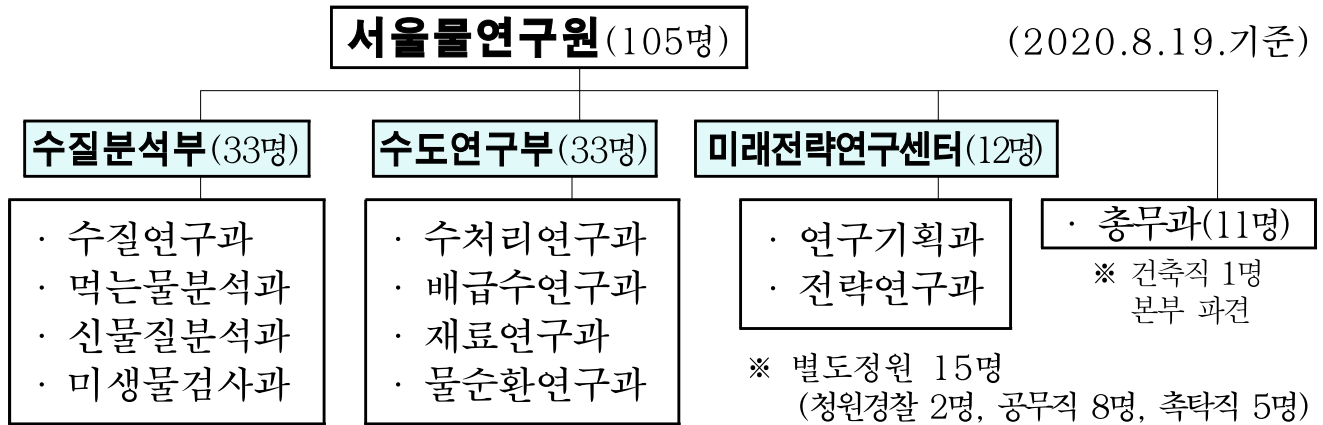 서울물연구원(105명)
(2020.8.19.기준)
수질분석부(33명)
· 수질연구과
· 먹는물분석과
· 신물질분석과
· 미생물검사과
수도연구부(33명)
· 수처리연구과
· 배급수연구과
· 재료연구과
· 물순환연구과
미래전략연구센터(12명)
· 연구기획과
· 전략연구과
· 총무과(11명)
※ 건축직 1명
본부 파견
※ 별도정원 15명
(청원경찰 2명, 공무직 8명, 촉탁직 5명)